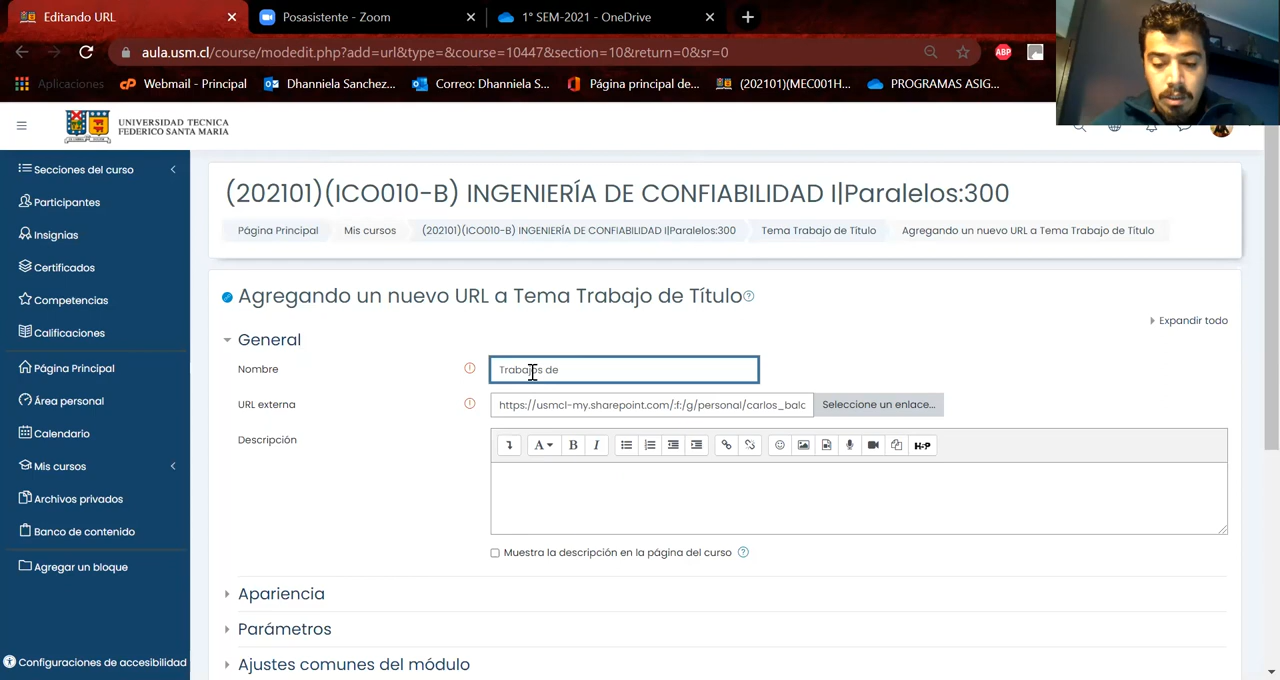 Editando URL
Posasistente - Zoom
1° SEM-2021 - OneDrive
aula.usm.cl/course/modedit.php?add=url&type=&course=10447&section=10&return=0&sr=0
ABP
Aplicaciones
Webmail - Principal
Dhanniela Sanchez...
Correo: Dhanniela S...
Página principal de...
(202101)(MEC001H...
PROGRAMAS ASIG...
UNIVERSIDAD TECNICA
FEDERICO SANTA MARIA
Secciones del curso
Participantes
Insignias
Certificados
Competencias
Calificaciones
Página Principal
Área personal
Calendario
Mis cursos
Archivos privados
Banco de contenido
Agregar un bloque
Configuraciones de accesibilidad
(202101)(ICO010-B) INGENIERÍA DE CONFIABILIDAD I|Paralelos:300
Página Principal
Mis cursos
(202101)(ICO010-B) INGENIERÍA DE CONFIABILIDAD I|Paralelos:300
Tema Trabajo de Título
Agregando un nuevo URL a Tema Trabajo de Título
Agregando un nuevo URL a Tema Trabajo de Título
Expandir todo
General
Nombre
Trabajos de
URL externa
https://usmcl-my.sharepoint.com/:f:/g/personal/carlos_balc
Seleccione un enlace...
Descripción
A
B
I
H-P
Muestra la descripción en la página del curso
Apariencia
Parámetros
Ajustes comunes del módulo